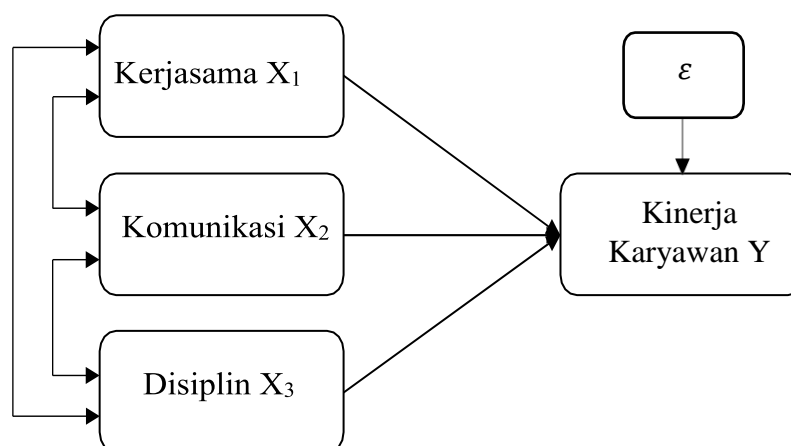 Kerjasama X₁
ε
Komunikasi X₂
Kinerja
Karyawan Y
Disiplin X₃